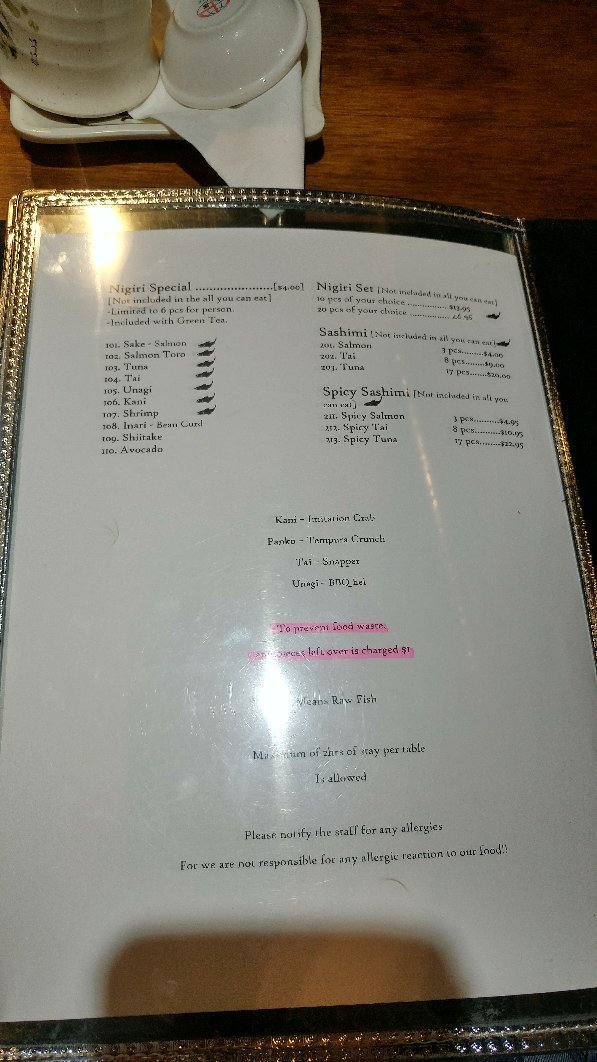 Nigiri Special ......................[$4.00]
[Not included in the all you can eat]
-Limited to 6 pcs for person.
-Included with Green Tea.
101. Sake - Salmon
102. Salmon Toro
103. Tuna
104. Tai
105. Unagi
106. Kani
107. Shrimp
108. Inari - Bean Curd
109. Shiitake
110. Avocado
Nigiri Set [Not included in all you can eat]
10 pcs of your choice ................ $13.95
20 pcs of your choice ................
Sashimi [Not included in all you can eat]
201. Salmon 3 pcs........$4.00
202. Tai 8 pcs........$9.00
203. Tuna 17 pcs........$20.00
Spicy Sashimi [Not included in all you
can eat]
211. Spicy Salmon 3 pcs........$4.95
212. Spicy Tai 8 pcs..........$10.95
213. Spicy Tuna 17 pcs........$22.95
Kani - Imitation Crab
Panko - Tempura Crunch
Tai - Snapper
Unagi - BBQ
To prevent food waste,
pieces left over is charged $1
Means Raw Fish
Maximum of 2hrs of stay per table
Is allowed
Please notify the staff for any allergies
For we are not responsible for any allergic reaction to our food!!